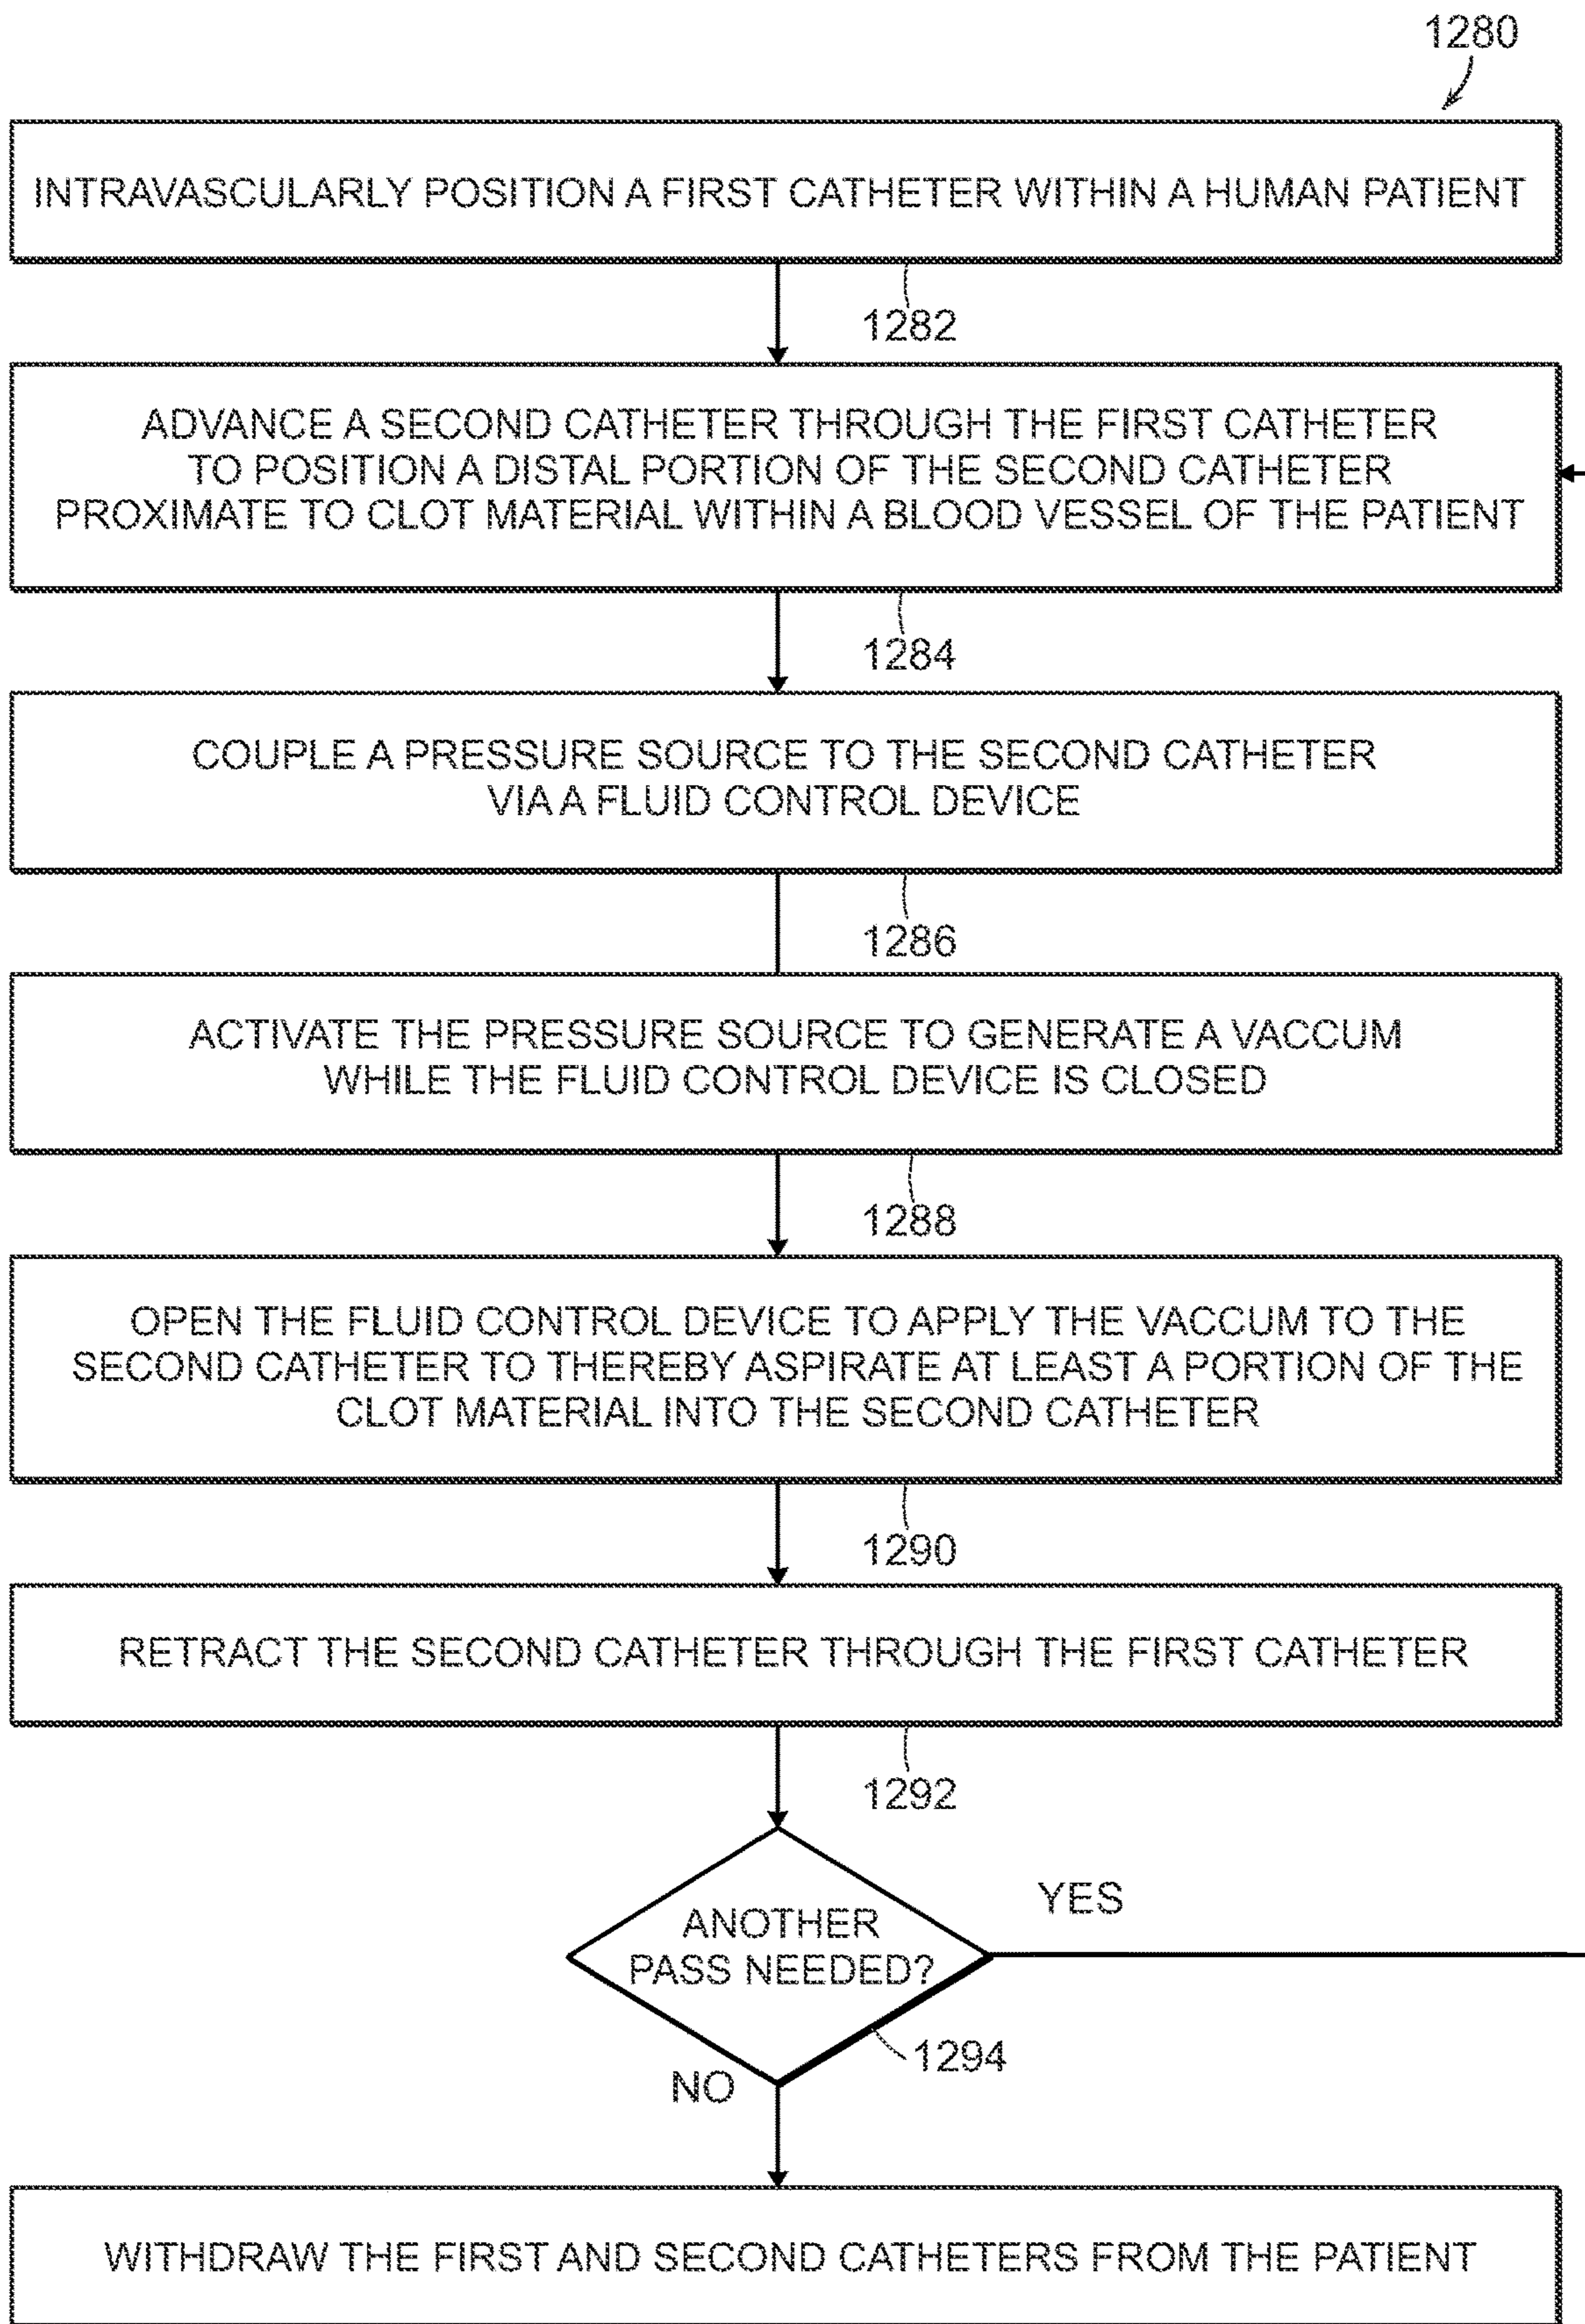 1280
INTRAVASCULARLY POSITION A FIRST CATHETER WITHIN A HUMAN PATIENT
1282
ADVANCE A SECOND CATHETER THROUGH THE FIRST CATHETER
TO POSITION A DISTAL PORTION OF THE SECOND CATHETER
PROXIMATE TO CLOT MATERIAL WITHIN A BLOOD VESSEL OF THE PATIENT
1284
COUPLE A PRESSURE SOURCE TO THE SECOND CATHETER
VIA A FLUID CONTROL DEVICE
1286
ACTIVATE THE PRESSURE SOURCE TO GENERATE A VACCUM
WHILE THE FLUID CONTROL DEVICE IS CLOSED
1288
OPEN THE FLUID CONTROL DEVICE TO APPLY THE VACCUM TO THE
SECOND CATHETER TO THEREBY ASPIRATE AT LEAST A PORTION OF THE
CLOT MATERIAL INTO THE SECOND CATHETER
1290
RETRACT THE SECOND CATHETER THROUGH THE FIRST CATHETER
1292
YES
ANOTHER
PASS NEEDED?
1294
NO
WITHDRAW THE FIRST AND SECOND CATHETERS FROM THE PATIENT